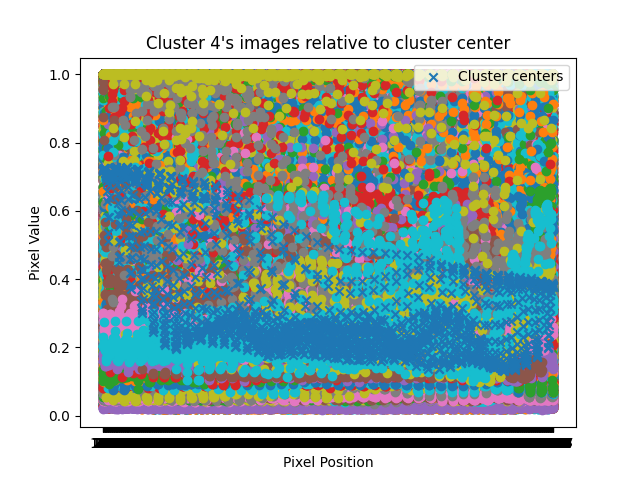 Cluster 4's images relative to cluster center
Cluster centers
1.0
0.8
0.6
0.4
0.2
0.0
Pixel Value
Pixel Position